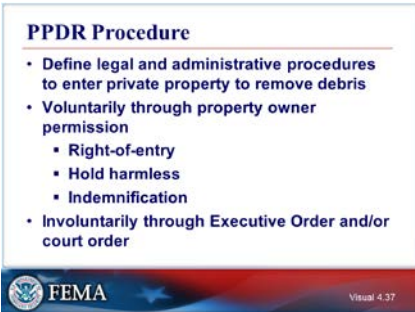 PPDR Procedure
• Define legal and administrative procedures
to enter private property to remove debris
• Voluntarily through property owner
permission
▪ Right-of-entry
▪ Hold harmless
▪ Indemnification
• Involuntarily through Executive Order and/or
court order
FEMA
Visual 4.37